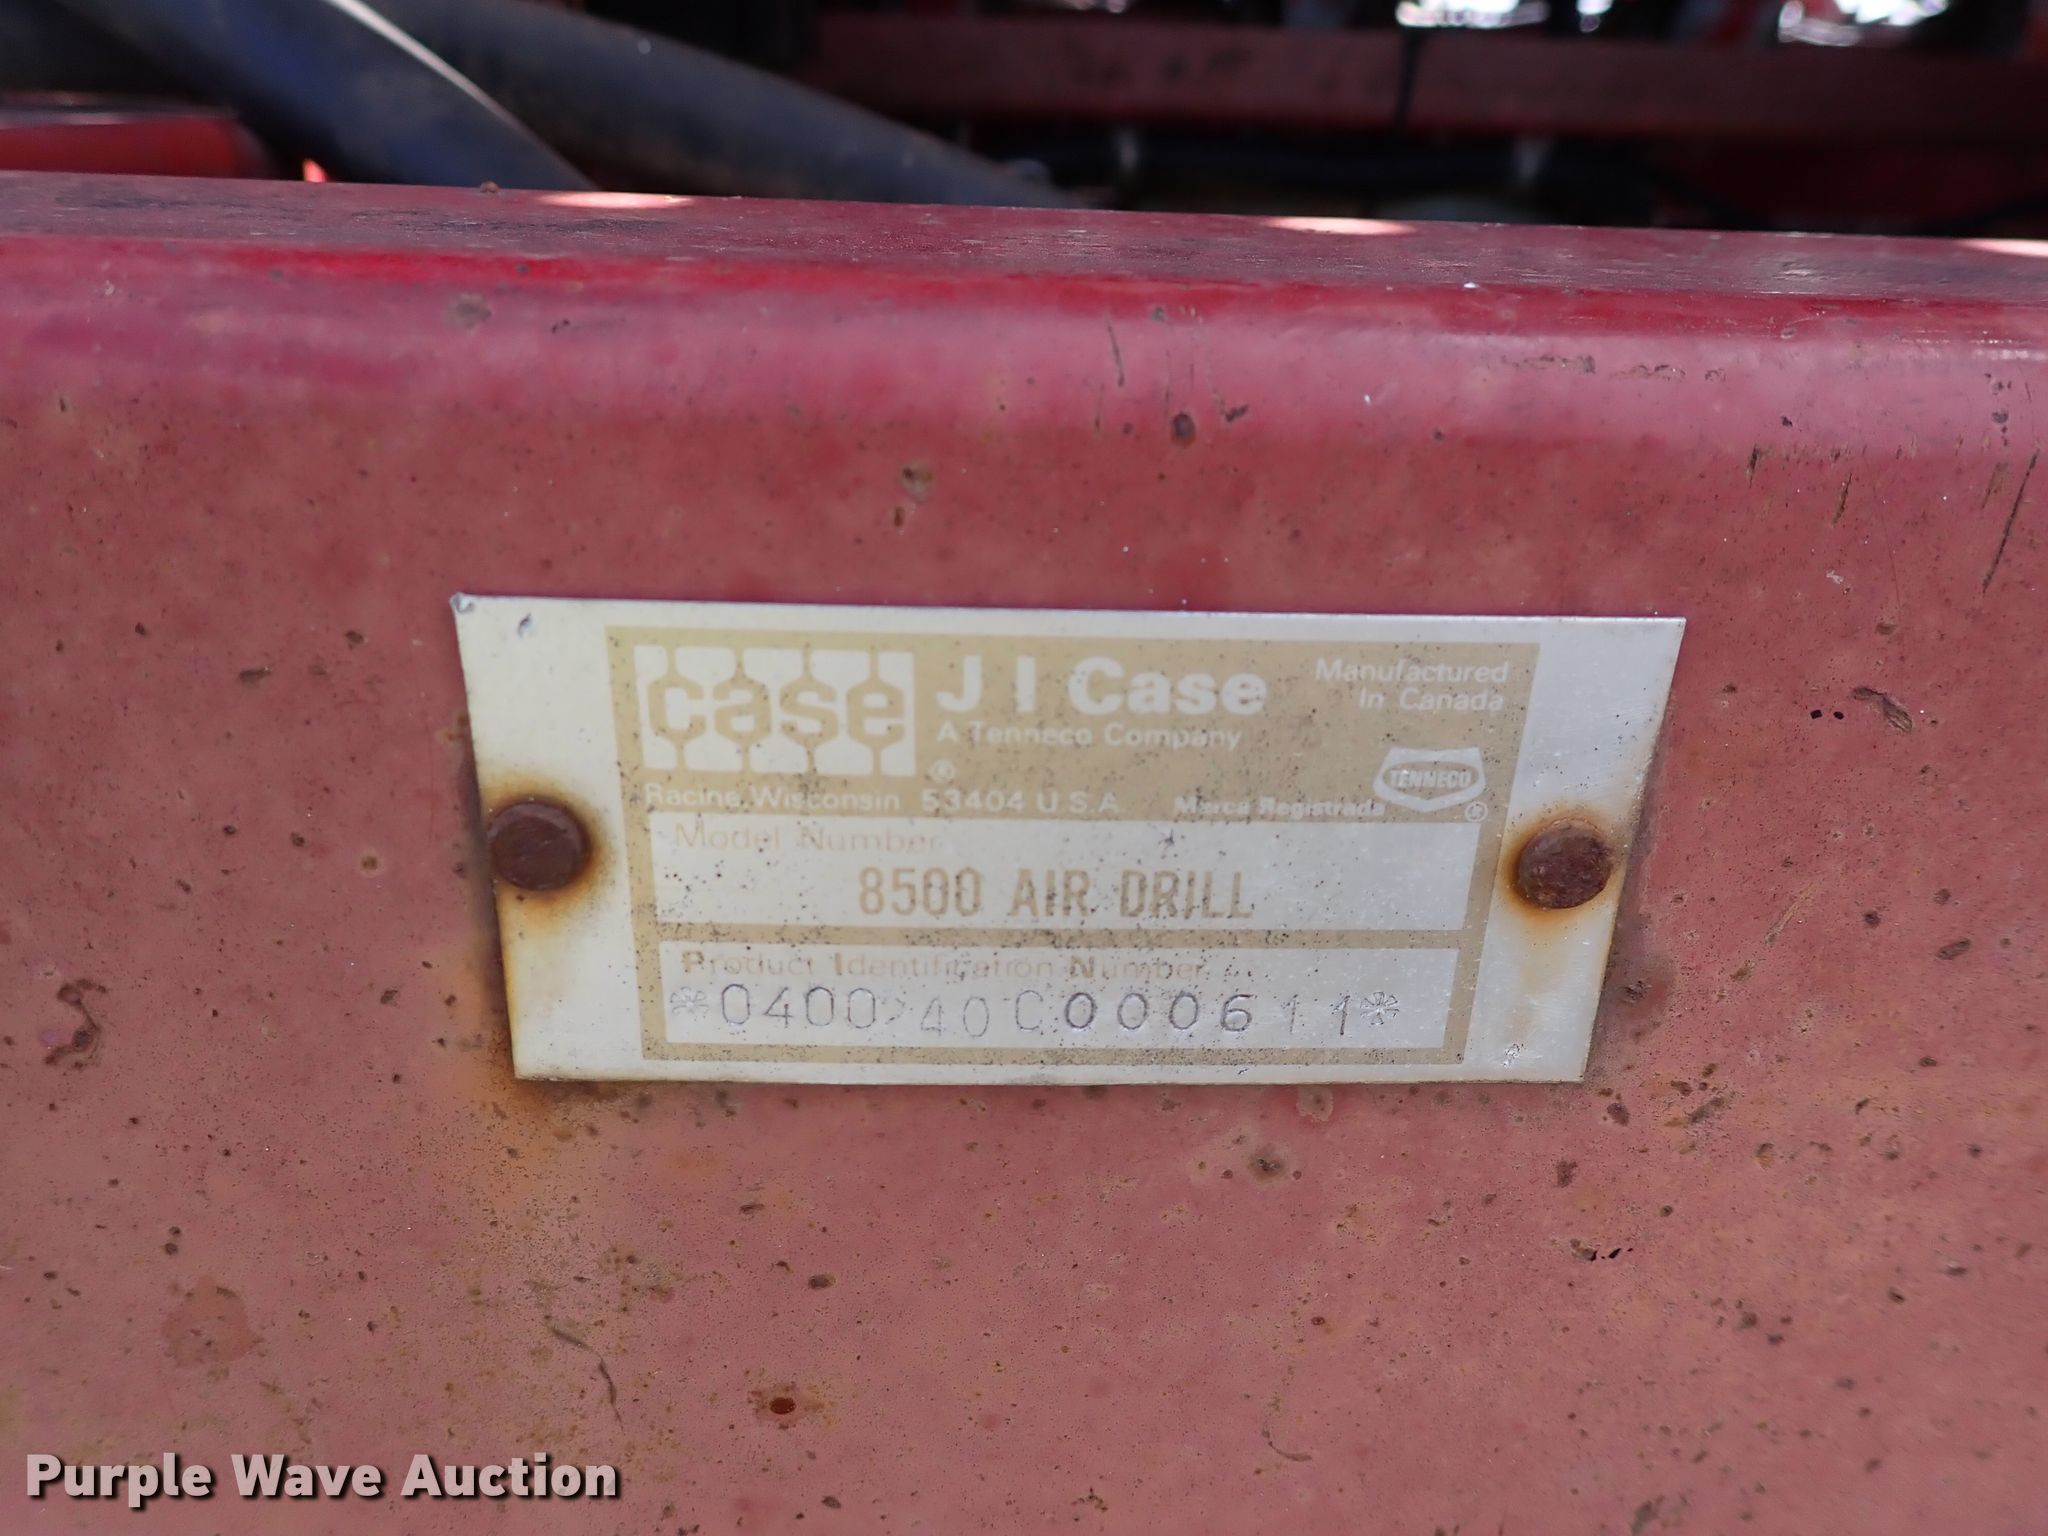 case
®
J I Case
A Tenneco Company
Manufactured
In Canada
TENNECO
®
Racine, Wisconsin 53404 U.S.A.
Marca Registrada
Model Number
8500 AIR DRILL
Product Identification Number
Purple Wave Auction